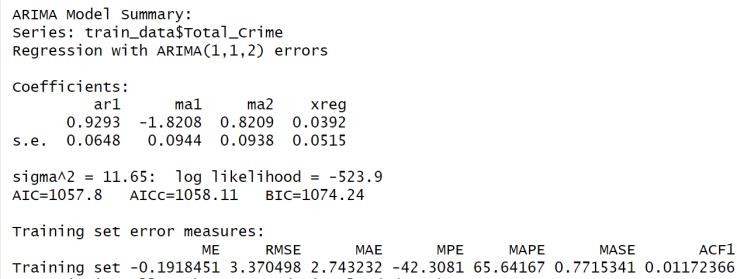 ARIMA Model Summary:
Series: train_data$Total_Crime
Regression with ARIMA(1,1,2) errors
Coefficients:
ar1 ma1 ma2 xreg
0.9293 -1.8208 0.8209 0.0392
s.e. 0.0648 0.0944 0.0938 0.0515
sigma^2 = 11.65: log likelihood = -523.9
AIC=1057.8 AICc=1058.11 BIC=1074.24
Training set error measures:
ME RMSE MAE MPE MAPE MASE ACF1
Training set -0.1918451 3.370498 2.743232 -42.3081 65.64167 0.7715341 0.01172366